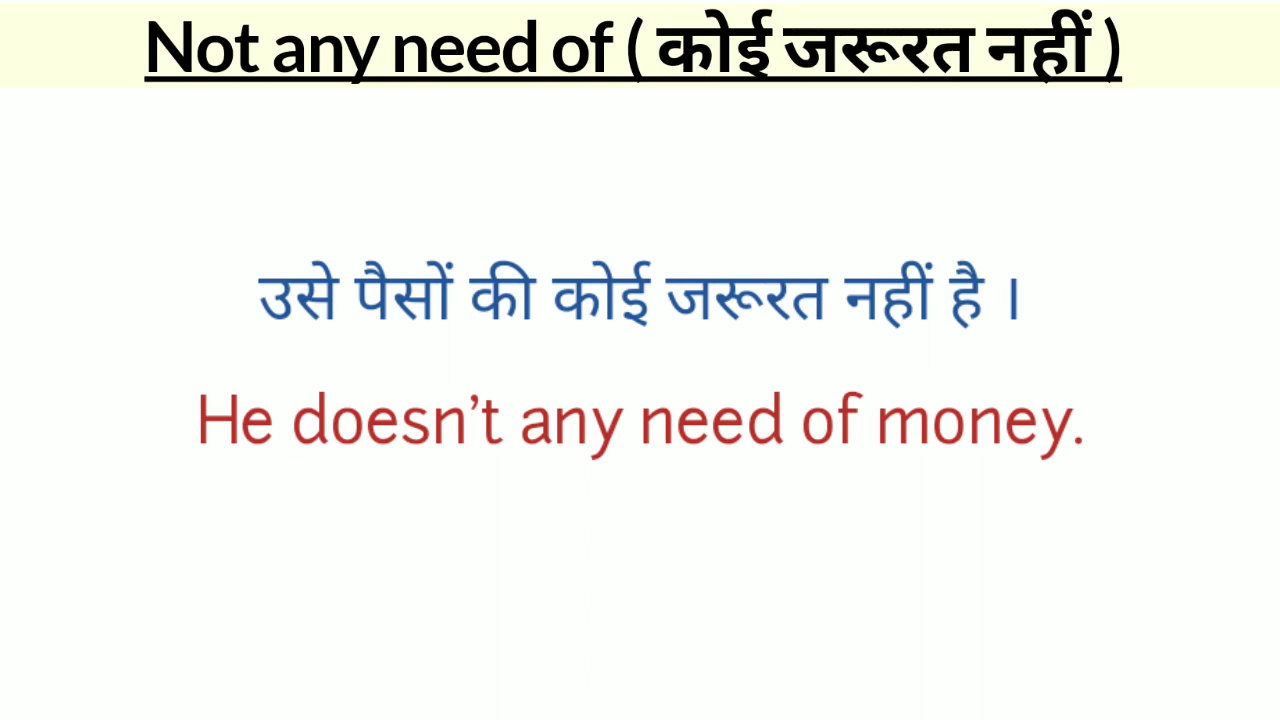 Not any need of ( कोई जरूरत नहीं )
उसे पैसों की कोई जरूरत नहीं है ।
He doesn’t any need of money.